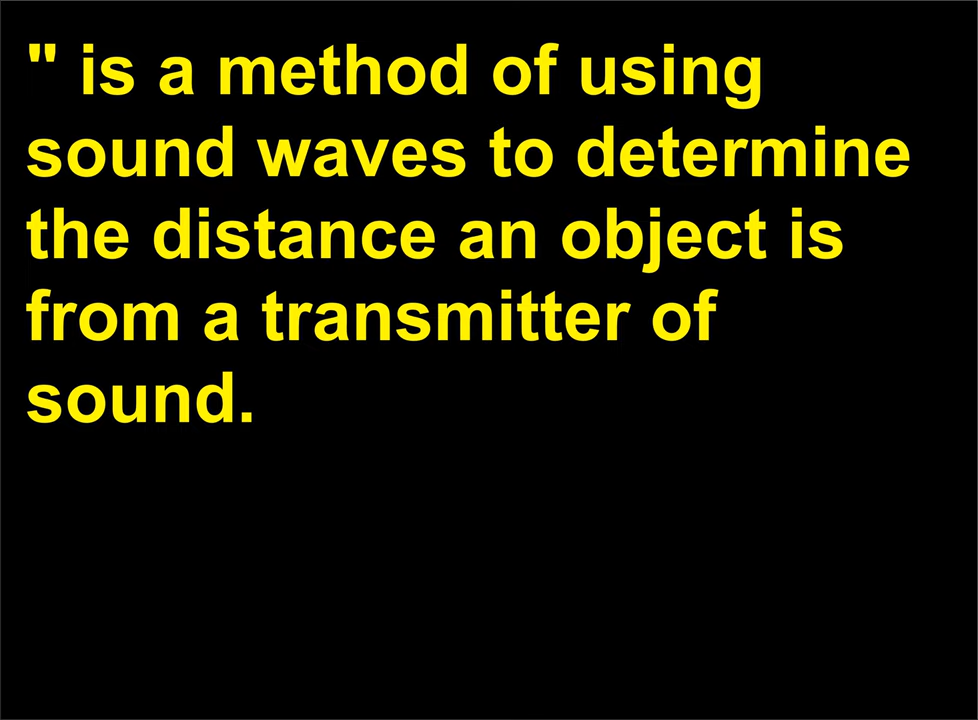 " is a method of using
sound waves to determine
the distance an object is
from a transmitter of
sound.